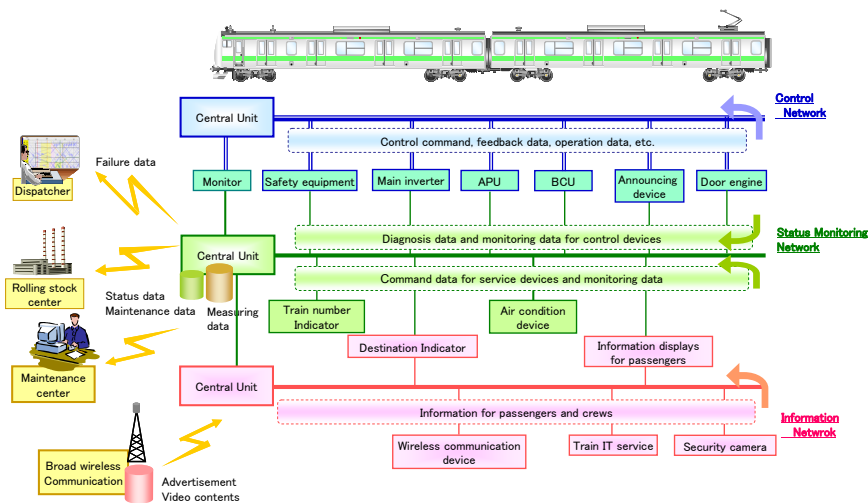 Control
Network
Central Unit
Control command, feedback data, operation data, etc.
Failure data
Dispatcher
Monitor
Safety equipment
Main inverter
APU
BCU
Announcing
device
Door engine
Status Monitoring
Network
Diagnosis data and monitoring data for control devices
Central Unit
Command data for service devices and monitoring data
Rolling stock
center
Status data
Maintenance data
Measuring
data
Train number
Indicator
Air condition
device
Destination Indicator
Information displays
for passengers
Maintenance
center
Central Unit
Information for passengers and crews
Information
Netwrok
Wireless communication
device
Train IT service
Security camera
Broad wireless
Communication
Advertisement
Video contents